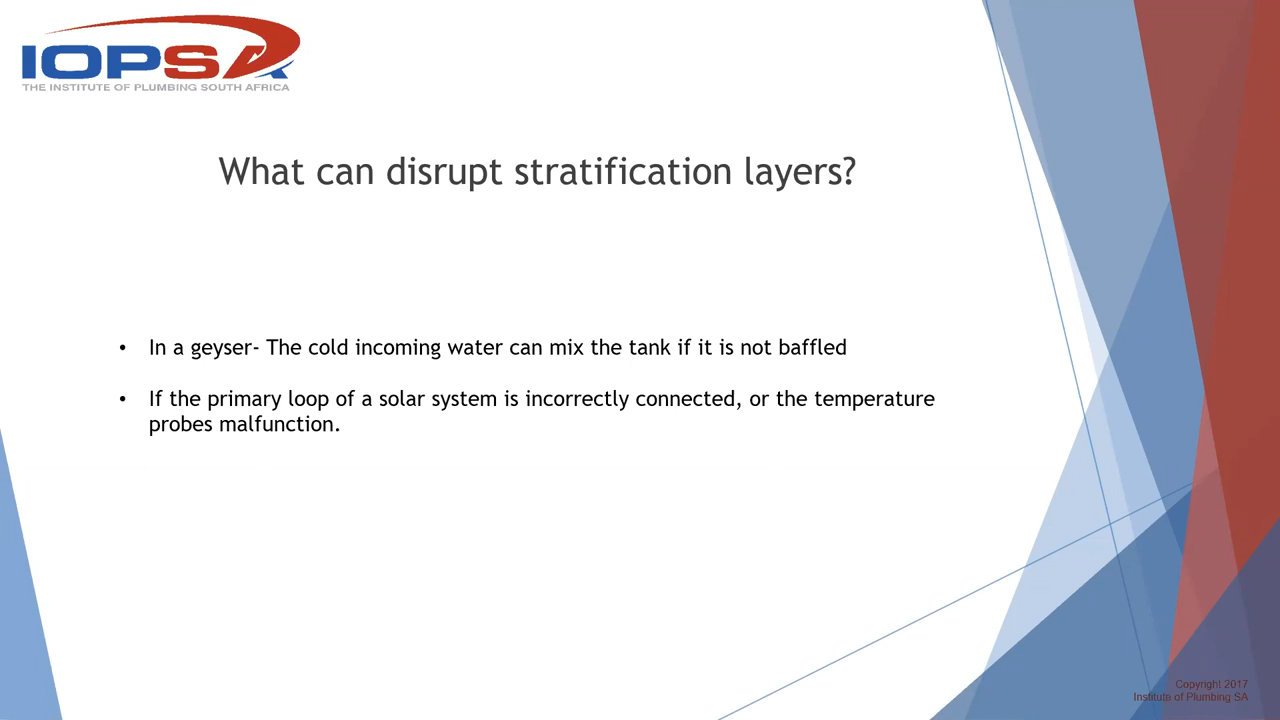 IOPSA
THE INSTITUTE OF PLUMBING SOUTH AFRICA
What can disrupt stratification layers?
• In a geyser- The cold incoming water can mix the tank if it is not baffled
• If the primary loop of a solar system is incorrectly connected, or the temperature
probes malfunction.
Copyright 2017
Institute of Plumbing SA